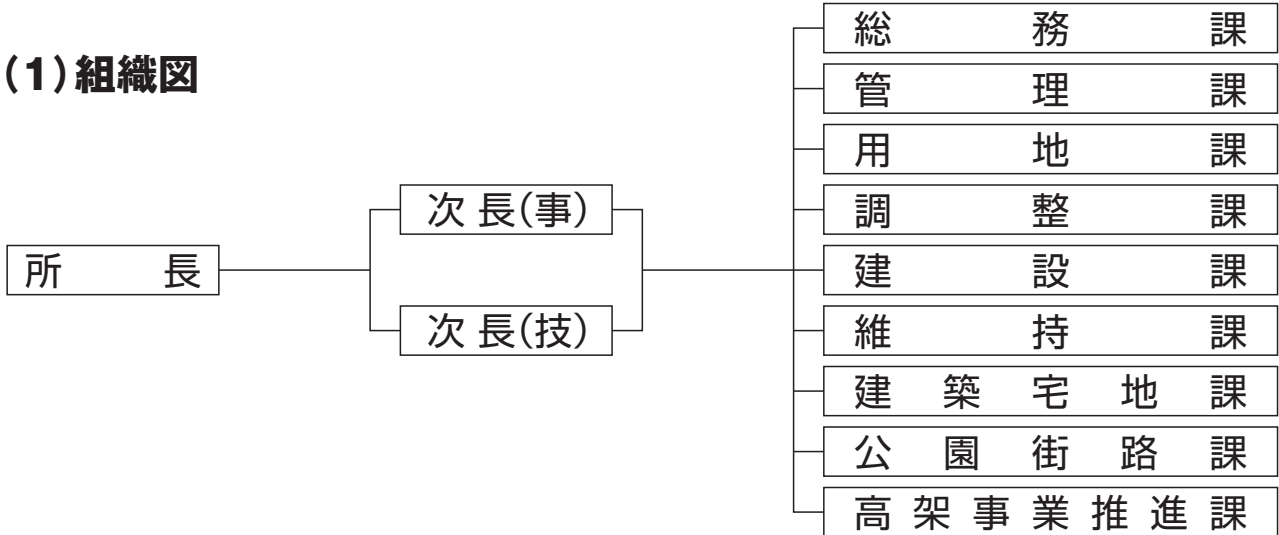 (1)組織図
所長
次長(事)
次長(技)
総務課
管理課
用地課
調整課
建設課
維持課
建築宅地課
公園街路課
高架事業推進課